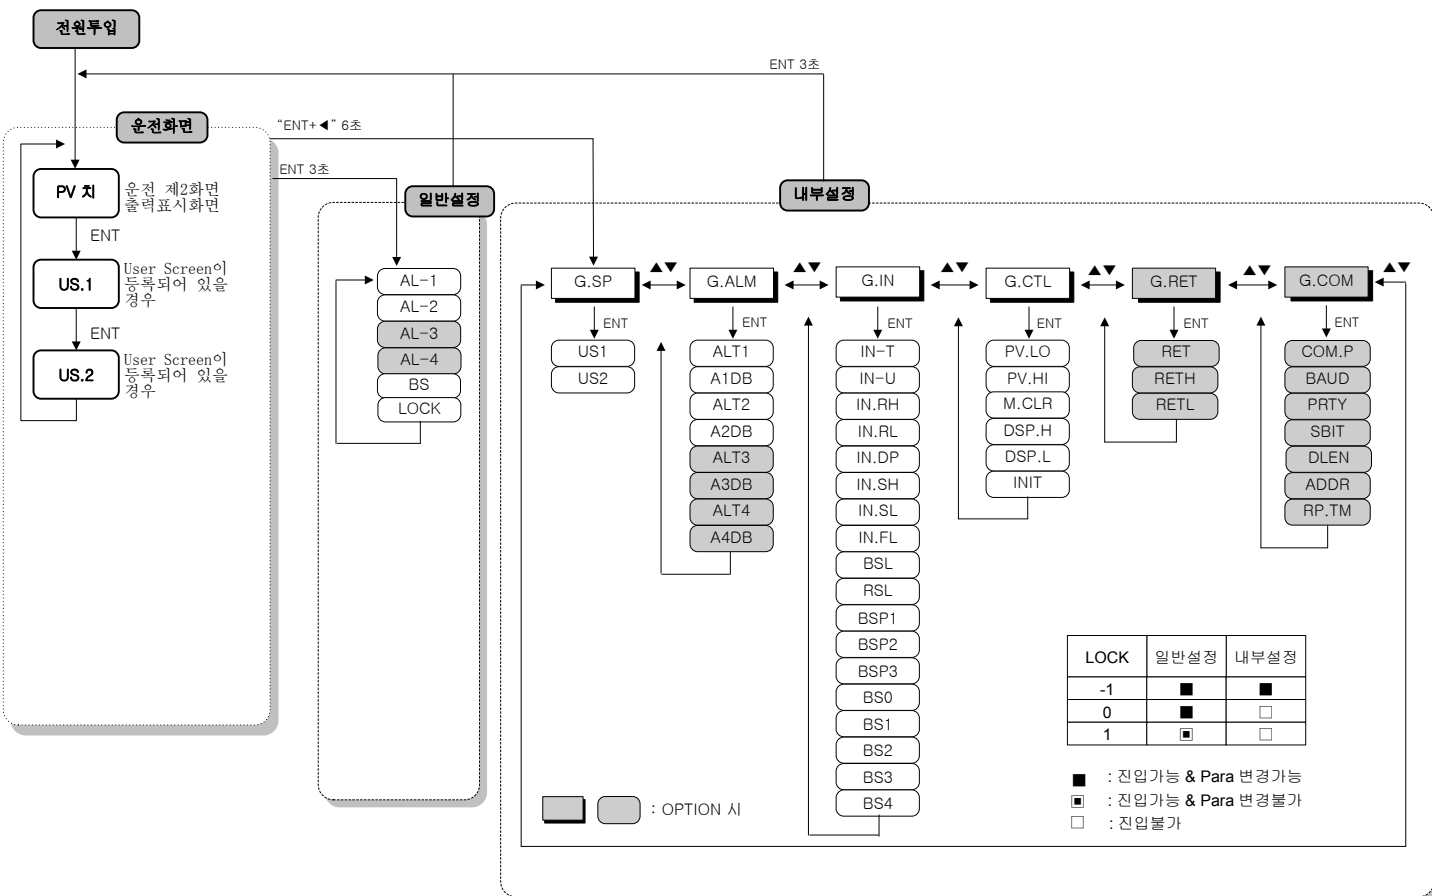 전원투입
ENT 3초
운전화면
"ENT+◀" 6초
ENT 3초
PV 치
운전 제2화면
출력표시화면
ENT
US.1
User Screen이
등록되어 있을
경우
ENT
US.2
User Screen이
등록되어 있을
경우
일반설정
AL-1
AL-2
AL-3
AL-4
BS
LOCK
내부설정
G.SP
▲▼
G.ALM
▲▼
G.IN
▲▼
G.CTL
▲▼
G.RET
▲▼
G.COM
▲▼
ENT
US1
US2
ENT
ALT1
A1DB
ALT2
A2DB
ALT3
A3DB
ALT4
A4DB
ENT
IN-T
IN-U
IN.RH
IN.RL
IN.DP
IN.SH
IN.SL
IN.FL
BSL
RSL
BSP1
BSP2
BSP3
BS0
BS1
BS2
BS3
BS4
ENT
PV.LO
PV.HI
M.CLR
DSP.H
DSP.L
INIT
ENT
RET
RETH
RETL
ENT
COM.P
BAUD
PRTY
SBIT
DLEN
ADDR
RP.TM
LOCK 일반설정 내부설정
-1 ■ ■
0 ■ □
1 ▣ □
■ : 진입가능 & Para 변경가능
▣ : 진입가능 & Para 변경불가
□ : 진입불가
: OPTION 시